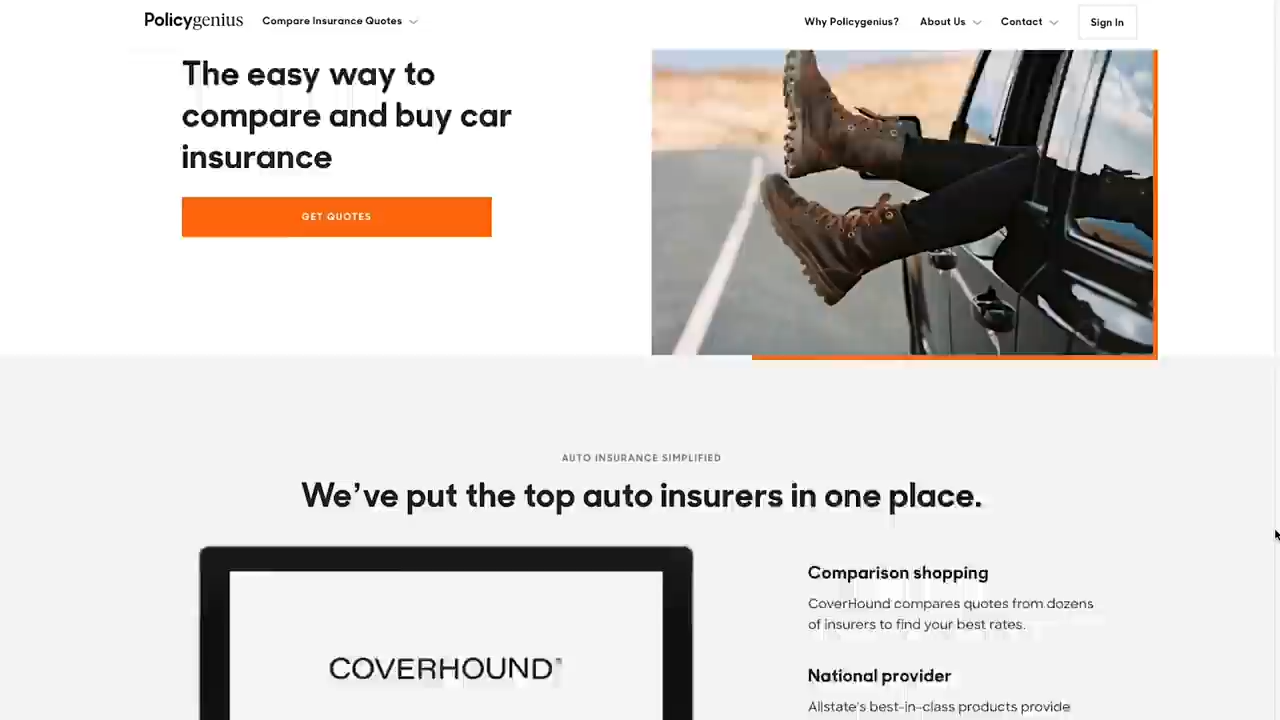 Policygenius
Compare Insurance Quotes
Why Policygenius?
About Us
Contact
Sign In
The easy way to
compare and buy car
insurance
GET QUOTES
AUTO INSURANCE SIMPLIFIED
We’ve put the top auto insurers in one place.
COVERHOUND®
Comparison shopping
CoverHound compares quotes from dozens
of insurers to find your best rates.
National provider
Allstate's best-in-class products provide